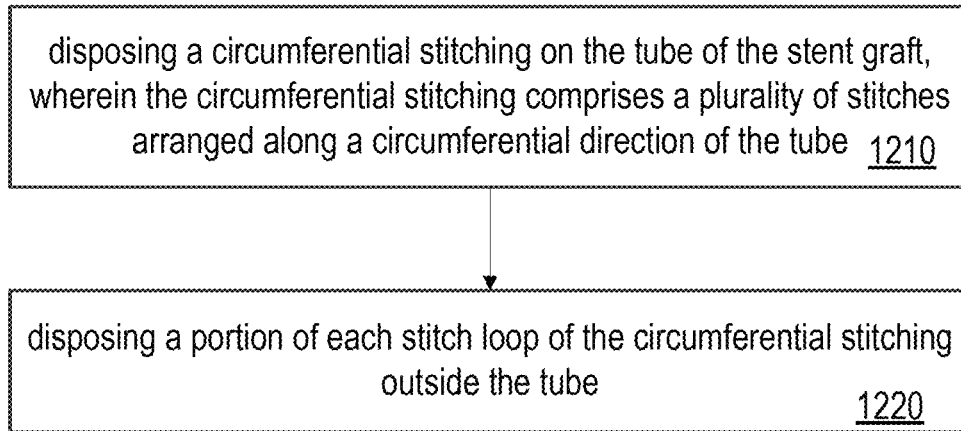 disposing a circumferential stitching on the tube of the stent graft,
wherein the circumferential stitching comprises a plurality of stitches
arranged along a circumferential direction of the tube 1210
disposing a portion of each stitch loop of the circumferential stitching
outside the tube
1220